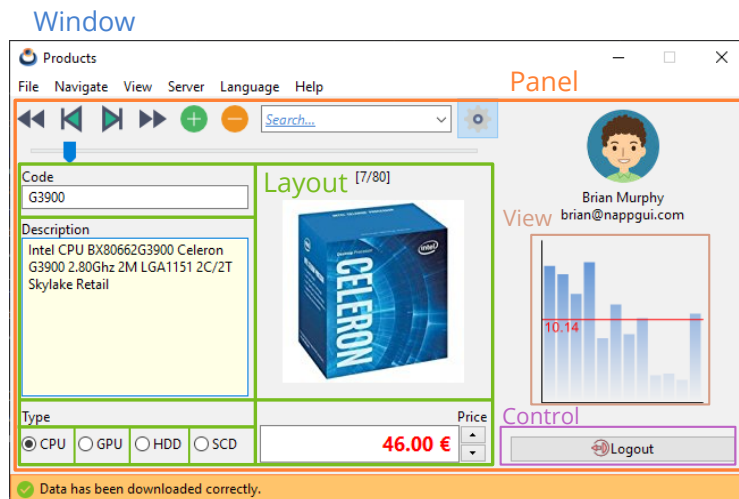 Window
Products
File Navigate View Server Language Help
Panel
Search...
Code
G3900
Layout
[7/80]
Brian Murphy
brian@nappgui.com
View
Description
Intel CPU BX80662G3900 Celeron
G3900 2.80Ghz 2M LGA1151 2C/2T
Skylake Retail
intel
CELERON
10.14
Type
CPU GPU HDD SCD
Price
46.00 €
Control
Logout
Data has been downloaded correctly.